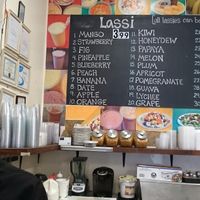 Lassi
(all lassies can be
3.99
1 MANGO
2 STRAWBERRY
3 FIG
4 PINEAPPLE
5 BLUEBERRY
6 PEACH
7 BANANA
8 DATE
9 APPLE
10 ORANGE
11 KIWI
12 HONEYDEW
13 PAPAYA
14 MELON
15 PLUM
16 APRICOT
17 POMEGRANATE
18 GUAVA
19 LYCHEE
20 GRAPE